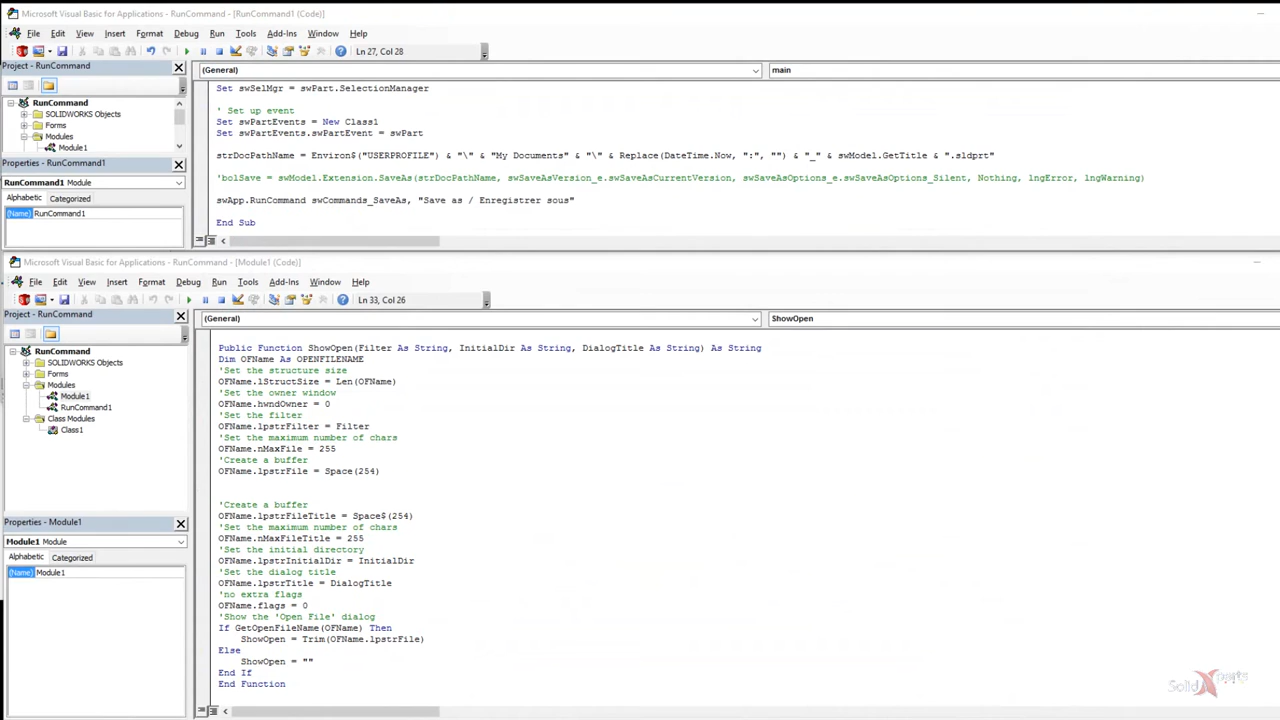 Microsoft Visual Basic for Applications - RunCommand - [RunCommand1 (Code)]
File Edit View Insert Format Debug Run Tools Add-Ins Window Help
Ln 27, Col 28
Project - RunCommand
(General)
main
RunCommand
SOLIDWORKS Objects
Forms
Modules
Module1
Properties - RunCommand1
RunCommand1 Module
Alphabetic Categorized
(Name) RunCommand1
Set swSelMgr = swPart.SelectionManager
' Set up event
Set swPartEvents = New Class1
Set swPartEvents.swPartEvent = swPart
strDocPathName = Environ$("USERPROFILE") & "\" & "My Documents" & "\" & Replace(DateTime.Now, ":", "") & "_" & swModel.GetTitle & ".sldprt"
'bolSave = swModel.Extension.SaveAs(strDocPathName, swSaveAsVersion_e.swSaveAsCurrentVersion, swSaveAsOptions_e.swSaveAsOptions_Silent, Nothing, lngError, lngWarning)
swApp.RunCommand swCommands_SaveAs, "Save as / Enregistrer sous"
End Sub
Microsoft Visual Basic for Applications - RunCommand - [Module1 (Code)]
File Edit View Insert Format Debug Run Tools Add-Ins Window Help
Ln 33, Col 26
Project - RunCommand
(General)
ShowOpen
RunCommand
SOLIDWORKS Objects
Forms
Modules
Module1
RunCommand1
Class Modules
Class1
Properties - Module1
Module1 Module
Alphabetic Categorized
(Name) Module1
Public Function ShowOpen(Filter As String, InitialDir As String, DialogTitle As String) As String
Dim OFName As OPENFILENAME
'Set the structure size
OFName.lStructSize = Len(OFName)
'Set the owner window
OFName.hwndOwner = 0
'Set the filter
OFName.lpstrFilter = Filter
'Set the maximum number of chars
OFName.nMaxFile = 255
'Create a buffer
OFName.lpstrFile = Space(254)
'Create a buffer
OFName.lpstrFileTitle = Space$(254)
'Set the maximum number of chars
OFName.nMaxFileTitle = 255
'Set the initial directory
OFName.lpstrInitialDir = InitialDir
'Set the dialog title
OFName.lpstrTitle = DialogTitle
'no extra flags
OFName.flags = 0
'Show the 'Open File' dialog
If GetOpenFileName(OFName) Then
ShowOpen = Trim(OFName.lpstrFile)
Else
ShowOpen = ""
End If
End Function
Solid